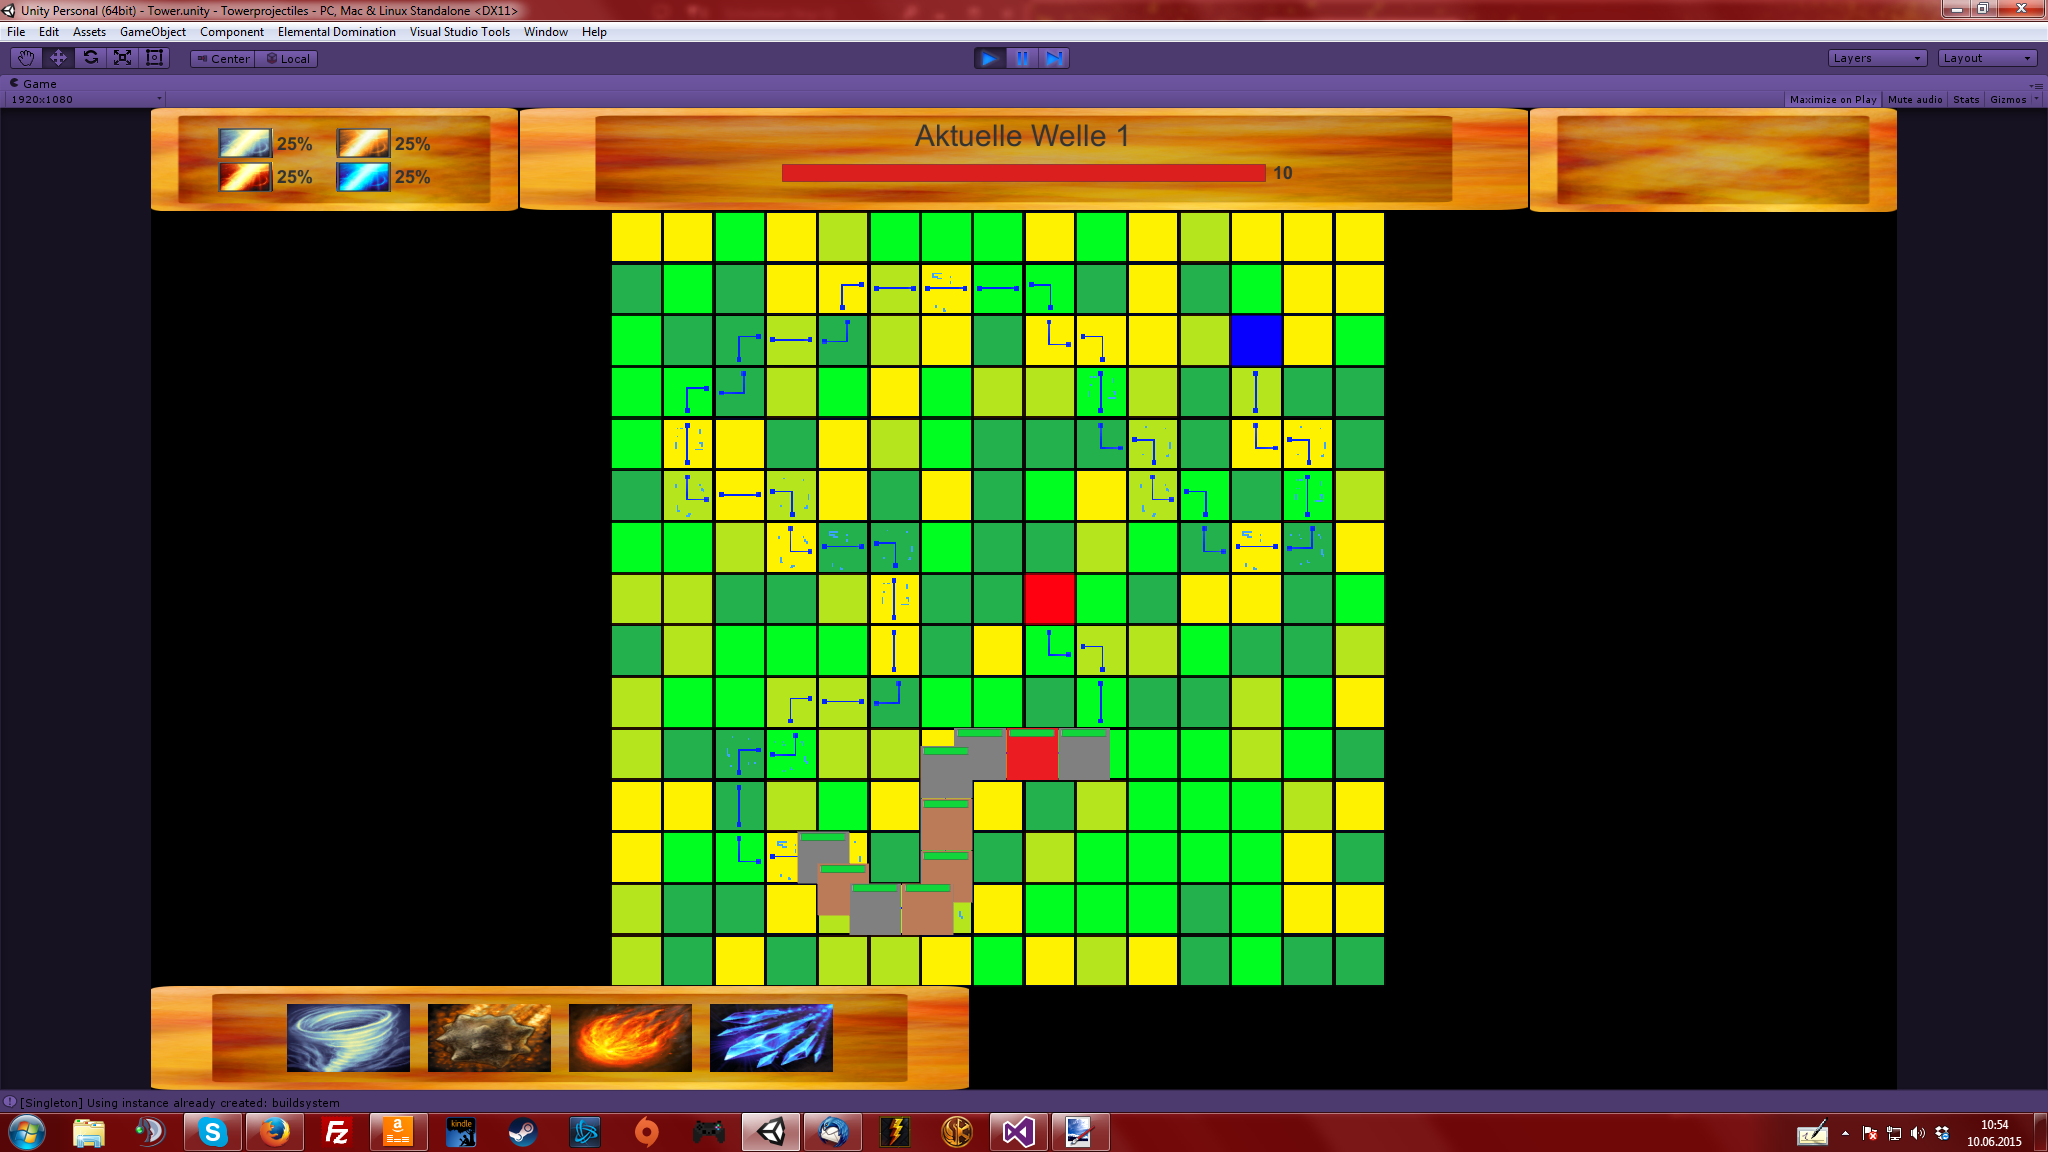 Unity Personal (64bit) - Tower.unity - Towerprojectiles - PC, Mac & Linux Standalone <DX11>
File Edit Assets GameObject Component Elemental Domination Visual Studio Tools Window Help
Center Local Layers Layout
Game
1920x1080 Maximize on Play Mute audio Stats Gizmos
25% 25%
25% 25%
Aktuelle Welle 1
10
[Singleton] Using instance already created: buildsystem
S
FZ
a
kindle
10:54
10.06.2015